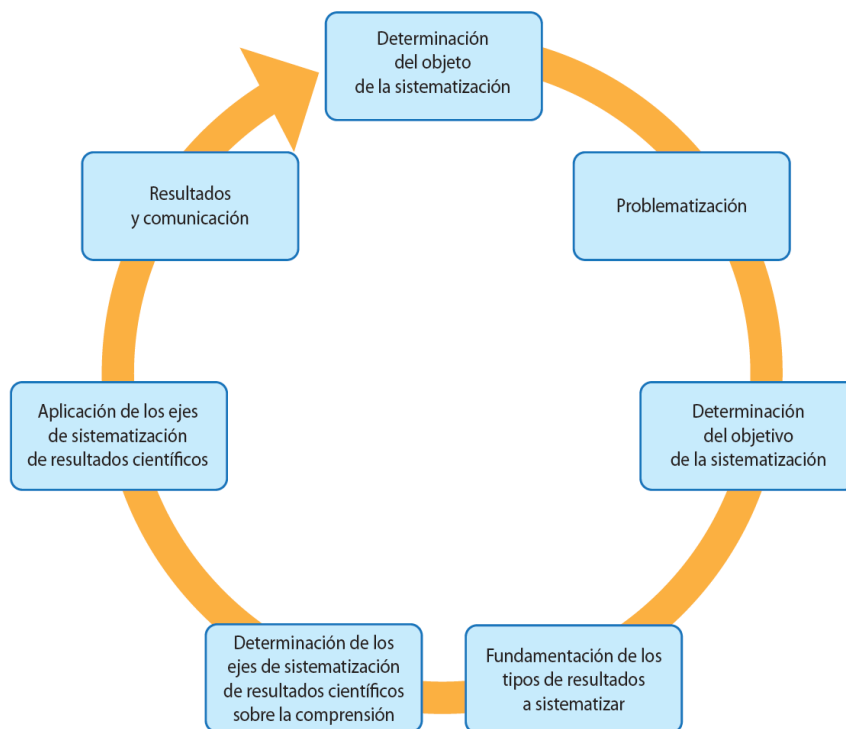 Determinación
del objeto
de la sistematización
Problematización
Determinación
del objetivo
de la sistematización
Fundamentación de los
tipos de resultados
a sistematizar
Determinación de los
ejes de sistematización
de resultados científicos
sobre la comprensión
Aplicación de los ejes
de sistematización
de resultados científicos
Resultados
y comunicación